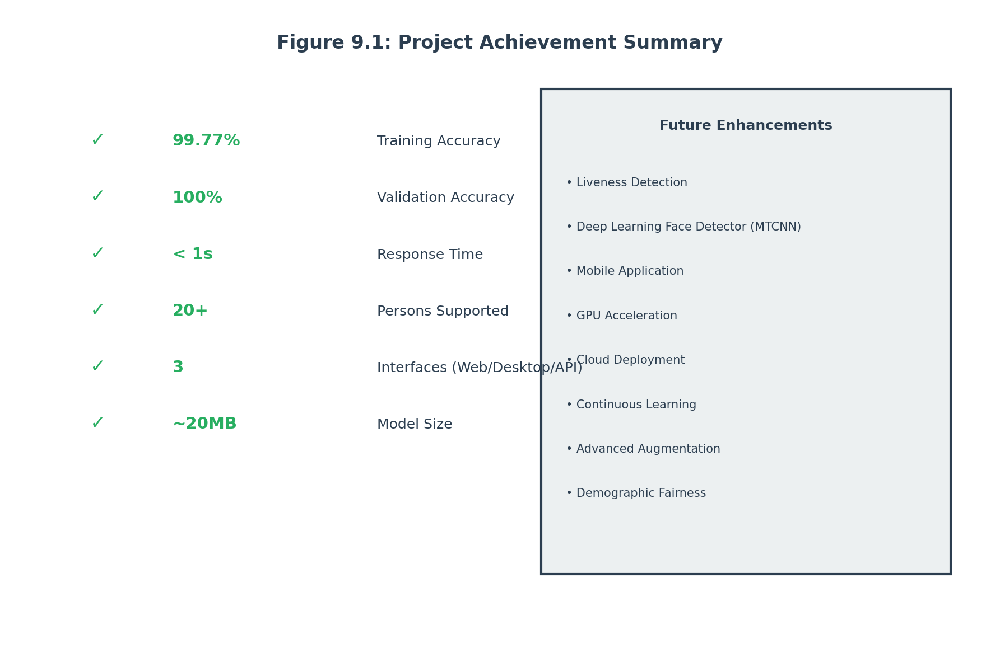 Figure 9.1: Project Achievement Summary
✓ 99.77% Training Accuracy
✓ 100% Validation Accuracy
✓ < 1s Response Time
✓ 20+ Persons Supported
✓ 3 Interfaces (Web/Desktop/API)
✓ ~20MB Model Size
Future Enhancements
• Liveness Detection
• Deep Learning Face Detector (MTCNN)
• Mobile Application
• GPU Acceleration
• Cloud Deployment
• Continuous Learning
• Advanced Augmentation
• Demographic Fairness